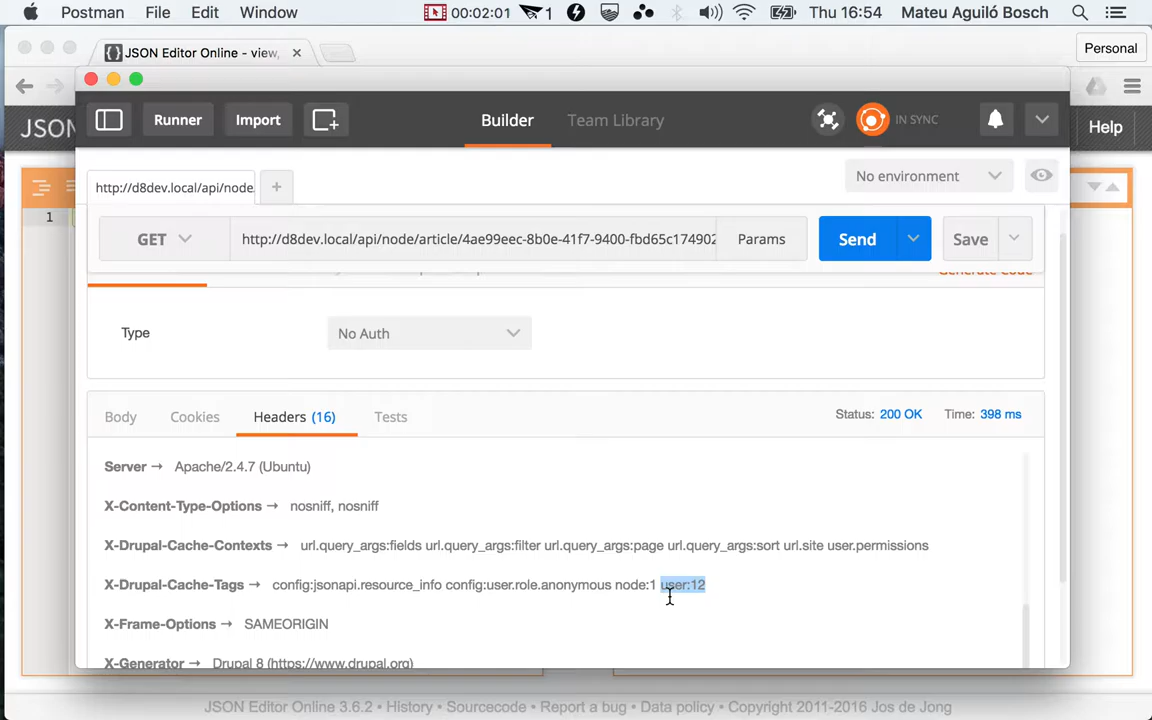 Postman File Edit Window 00:02:01 1 Thu 16:54 Mateu Aguiló Bosch
JSON Editor Online - view,
Personal
JSON
Runner Import Builder Team Library IN SYNC
Help
http://d8dev.local/api/node
No environment
1
GET http://d8dev.local/api/node/article/4ae99eec-8b0e-41f7-9400-fbd65c174902 Params Send Save
Generate Code
Type No Auth
Body Cookies Headers (16) Tests Status: 200 OK Time: 398 ms
Server → Apache/2.4.7 (Ubuntu)
X-Content-Type-Options → nosniff, nosniff
X-Drupal-Cache-Contexts → url.query_args:fields url.query_args:filter url.query_args:page url.query_args:sort url.site user.permissions
X-Drupal-Cache-Tags → config:jsonapi.resource_info config:user.role.anonymous node:1 user:12
X-Frame-Options → SAMEORIGIN
X-Generator → Drupal 8 (https://www.drupal.org)
JSON Editor Online 3.6.2 • History • Sourcecode • Report a bug • Data policy • Copyright 2011-2016 Jos de Jong